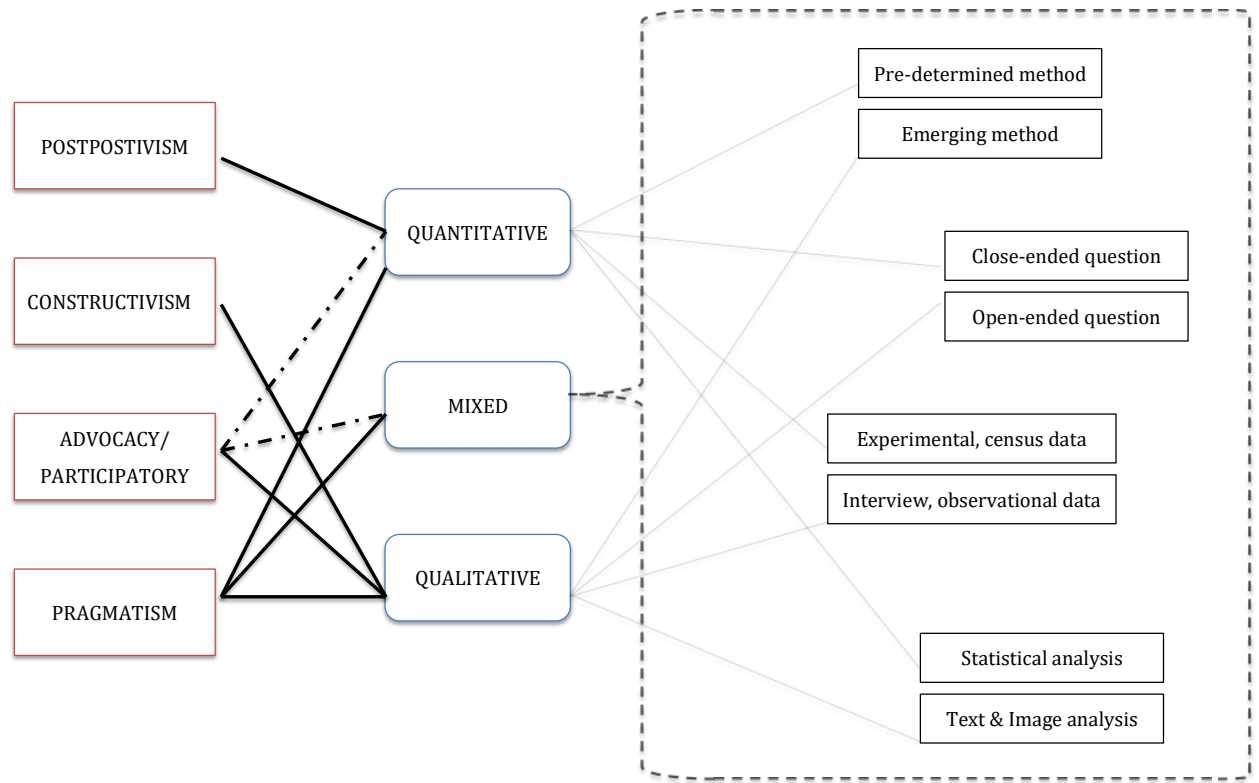 POSTPOSTIVISM
CONSTRUCTIVISM
ADVOCACY/
PARTICIPATORY
PRAGMATISM
QUANTITATIVE
MIXED
QUALITATIVE
Pre-determined method
Emerging method
Close-ended question
Open-ended question
Experimental, census data
Interview, observational data
Statistical analysis
Text & Image analysis